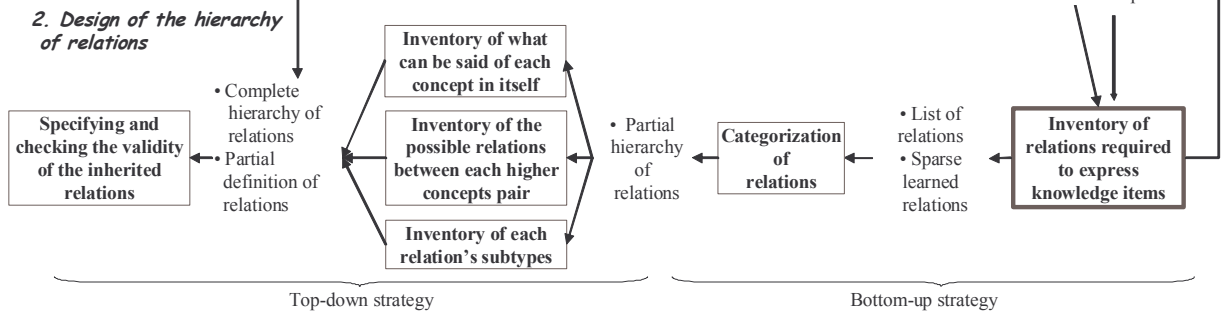 2. Design of the hierarchy
of relations
Inventory of what
can be said of each
concept in itself
• Complete
hierarchy of
relations
• Partial
definition of
relations
Specifying and
checking the validity
of the inherited
relations
Inventory of the
possible relations
between each higher
concepts pair
Inventory of each
relation's subtypes
• Partial
hierarchy
of
relations
Categorization
of
relations
• List of
relations
• Sparse
learned
relations
Inventory of
relations required
to express
knowledge items
Top-down strategy
Bottom-up strategy